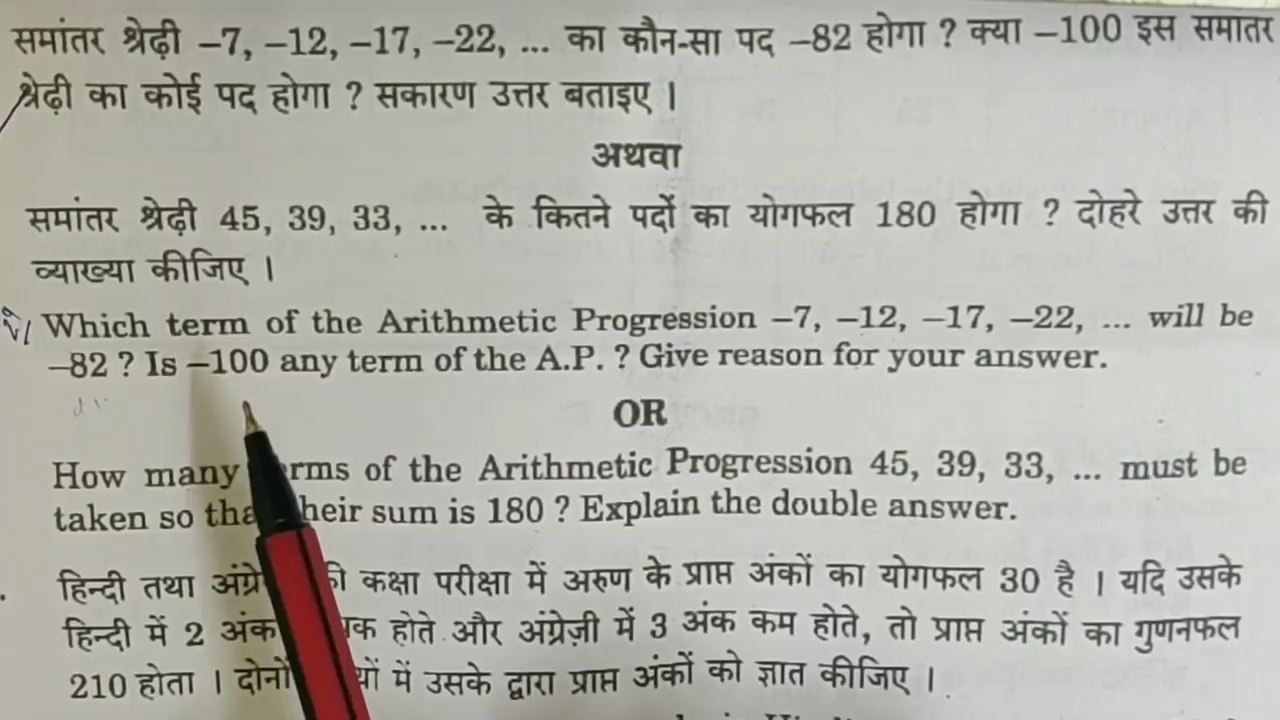 समांतर श्रेढ़ी –7, –12, –17, –22, ... का कौन-सा पद –82 होगा ? क्या –100 इस समांतर
श्रेढ़ी का कोई पद होगा ? सकारण उत्तर बताइए ।
अथवा
समांतर श्रेढ़ी 45, 39, 33, ... के कितने पदों का योगफल 180 होगा ? दोहरे उत्तर की
व्याख्या कीजिए ।
Which term of the Arithmetic Progression –7, –12, –17, –22, ... will be
–82 ? Is –100 any term of the A.P. ? Give reason for your answer.
OR
How many of the Arithmetic Progression 45, 39, 33, ... must be
taken so their sum is 180 ? Explain the double answer.
हिन्दी तथा की कक्षा परीक्षा में अरुण के प्राप्त अंकों का योगफल 30 है । यदि उसके
हिन्दी में 2 अंक होते और अंग्रेज़ी में 3 अंक कम होते, तो प्राप्त अंकों का गुणनफल
210 होता । दोनों में उसके द्वारा प्राप्त अंकों को ज्ञात कीजिए ।